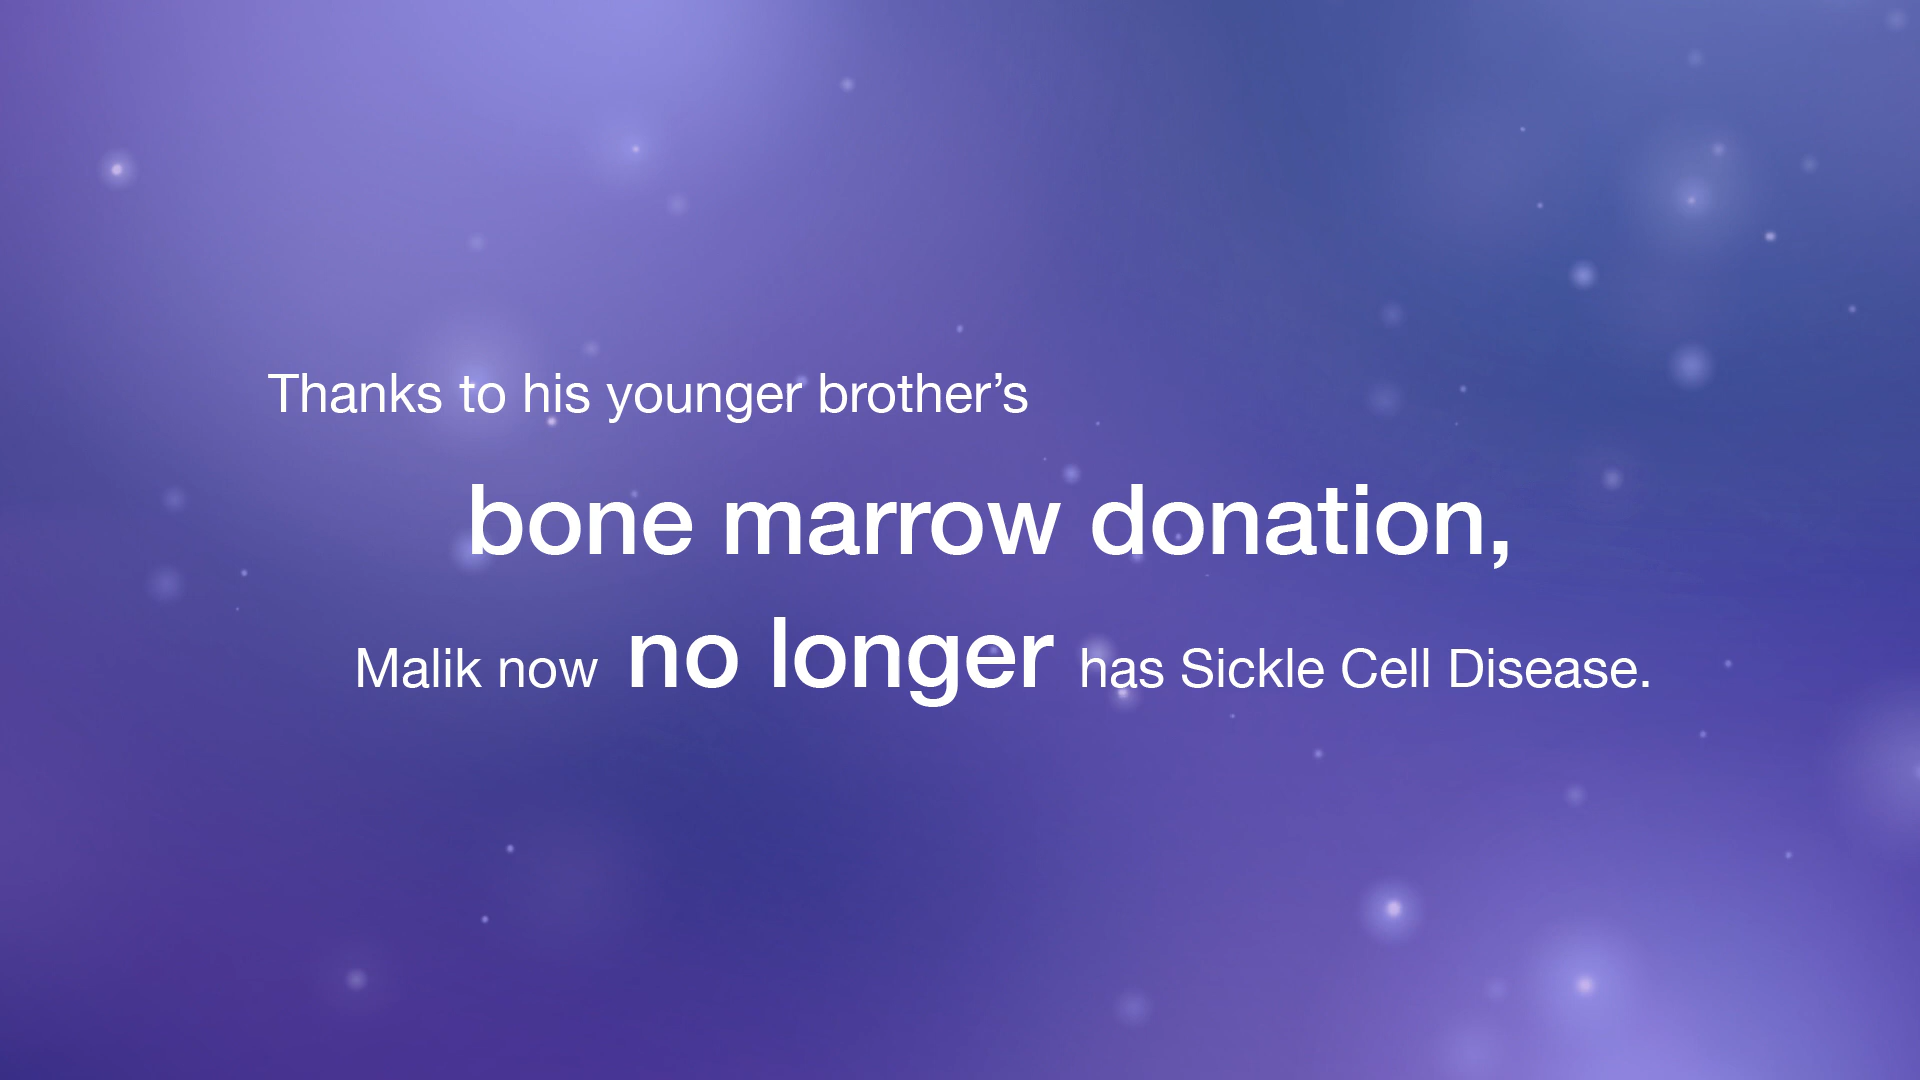 Thanks to his younger brother’s
bone marrow donation,
Malik now no longer has Sickle Cell Disease.